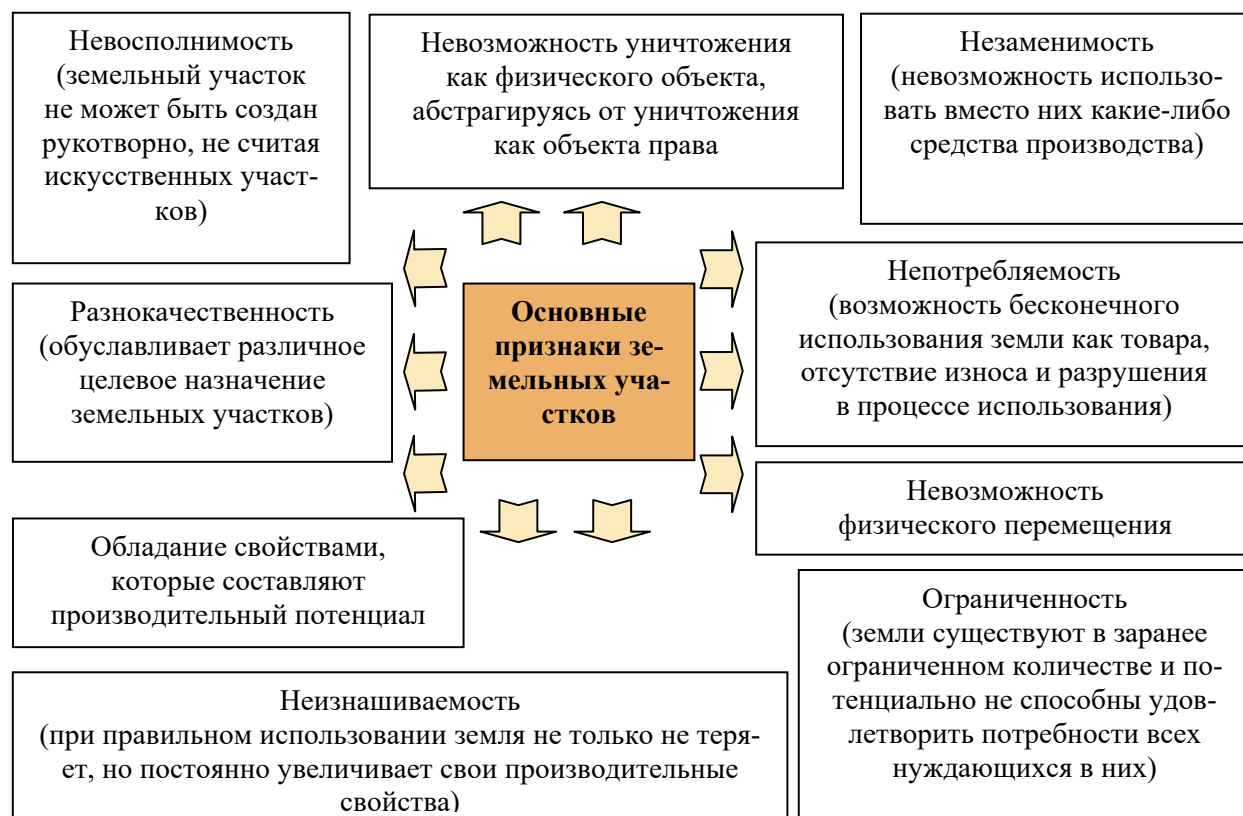 Невосполнимость
(земельный участок
не может быть создан
рукотворно, не считая
искусственных участ-
ков)
Невозможность уничтожения
как физического объекта,
абстрагируясь от уничтожения
как объекта права
Незаменимость
(невозможность использо-
вать вместо них какие-либо
средства производства)
Разнокачественность
(обуславливает различное
целевое назначение
земельных участков)
Основные
признаки зе-
мельных уча-
стков
Непотребляемость
(возможность бесконечного
использования земли как товара,
отсутствие износа и разрушения
в процессе использования)
Невозможность
физического перемещения
Обладание свойствами,
которые составляют
производительный потенциал
Ограниченность
(земли существуют в заранее
ограниченном количестве и по-
тенциально не способны удов-
летворить потребности всех
нуждающихся в них)
Неизнашиваемость
(при правильном использовании земля не только не теря-
ет, но постоянно увеличивает свои производительные
свойства)